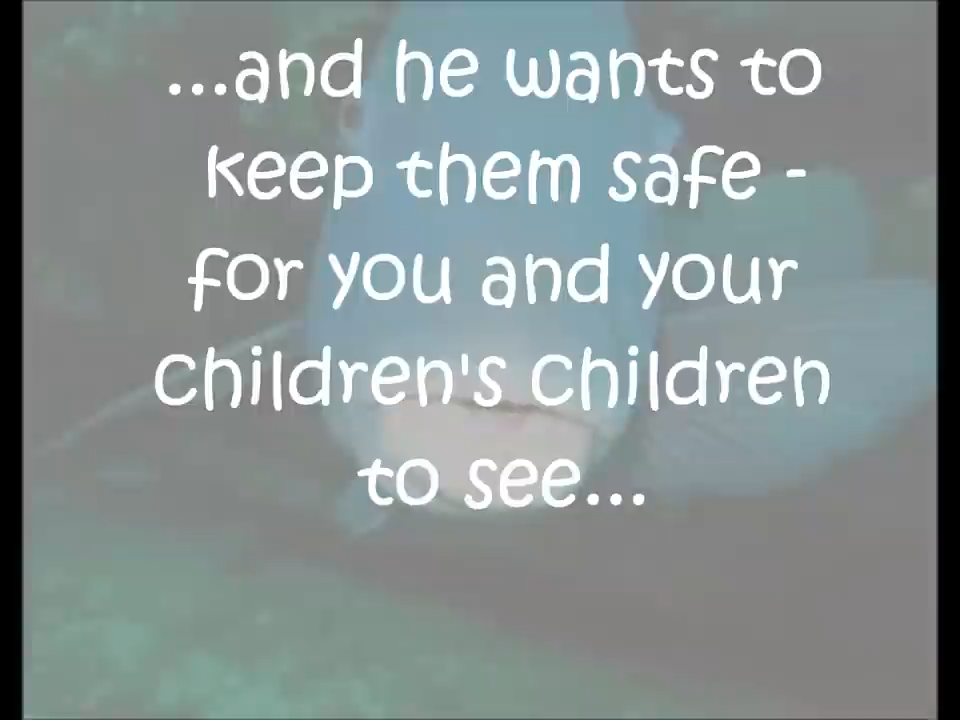 ...and he wants to
keep them safe -
for you and your
children's children
to see...